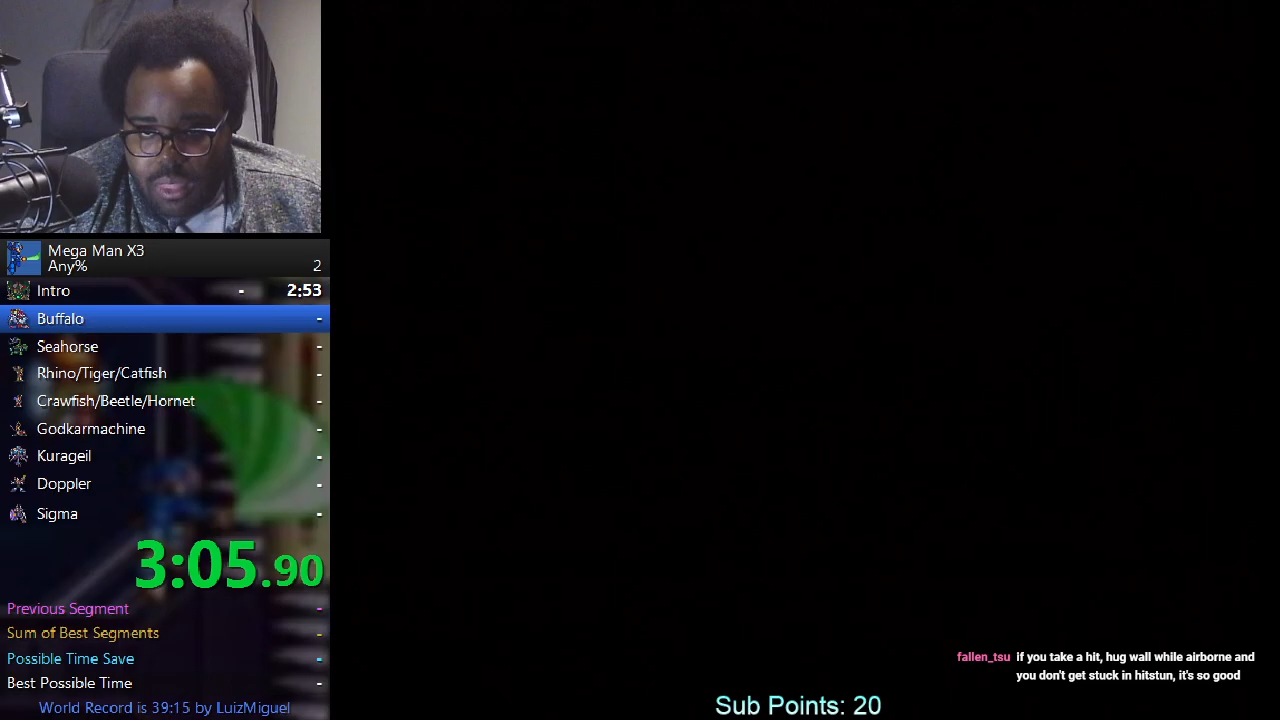 Mega Man X3
Any% 2
Intro - 2:53
Buffalo -
Seahorse -
Rhino/Tiger/Catfish -
Crawfish/Beetle/Hornet -
Godkarmachine -
Kurageil -
Doppler -
Sigma -
3:05.90
Previous Segment -
Sum of Best Segments -
Possible Time Save -
Best Possible Time -
World Record is 39:15 by LuizMiguel
fallen_tsu if you take a hit, hug wall while airborne and
you don't get stuck in hitstun, it's so good
Sub Points: 20